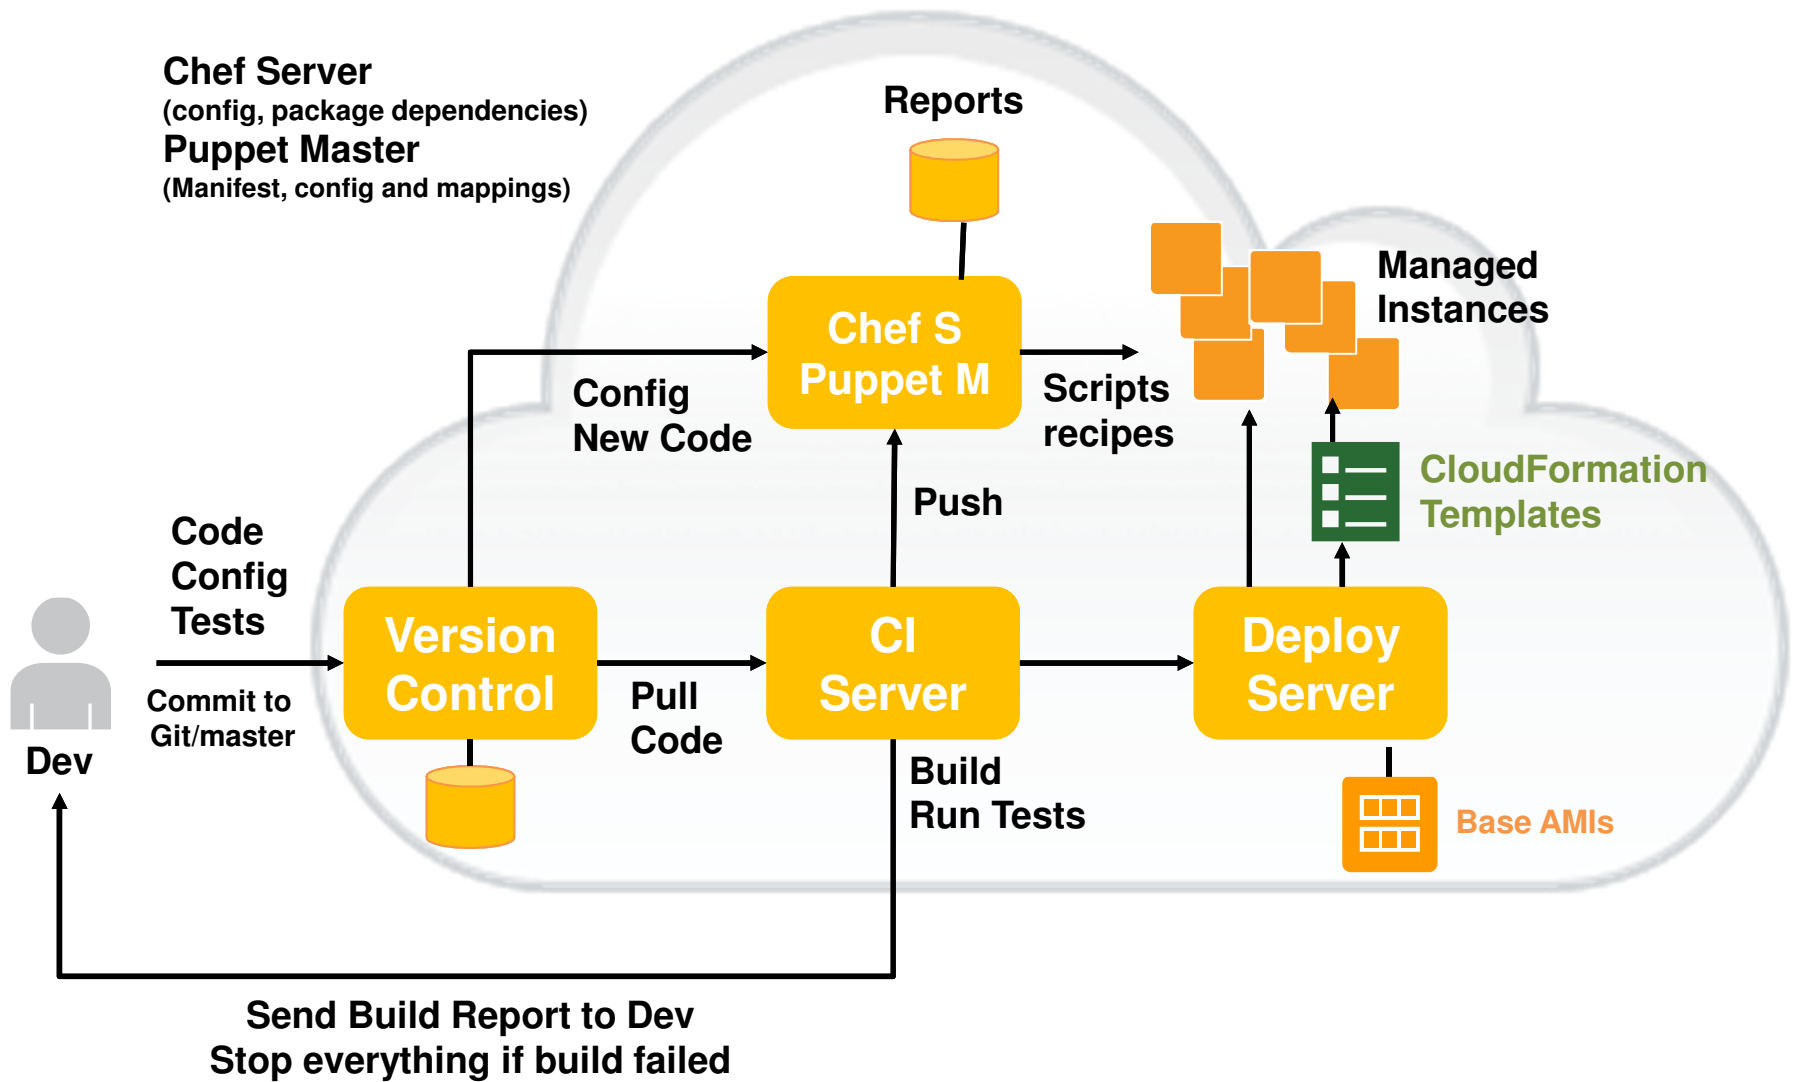 Chef Server
(config, package dependencies)
Puppet Master
(Manifest, config and mappings)
Reports
Managed
Instances
Chef S
Puppet M
Config
New Code
Scripts
recipes
CloudFormation
Templates
Push
Code
Config
Tests
Version
Control
CI
Server
Deploy
Server
Commit to
Git/master
Pull
Code
Dev
Build
Run Tests
Base AMIs
Send Build Report to Dev
Stop everything if build failed